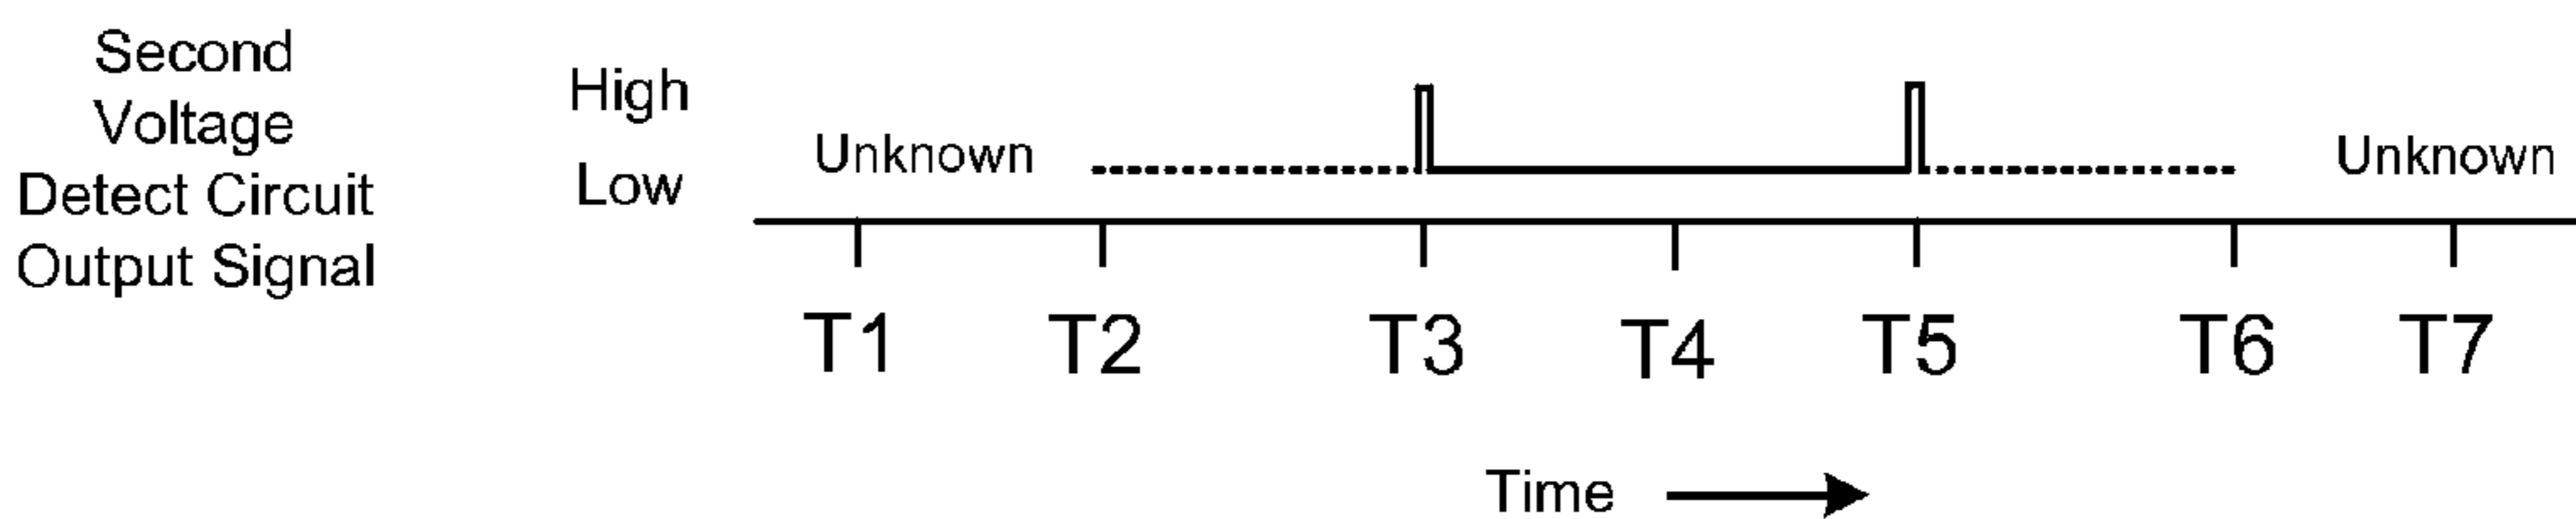 Second
Voltage
Detect Circuit
Output Signal
High
Low
Unknown
Unknown
T1 T2 T3 T4 T5 T6 T7
Time